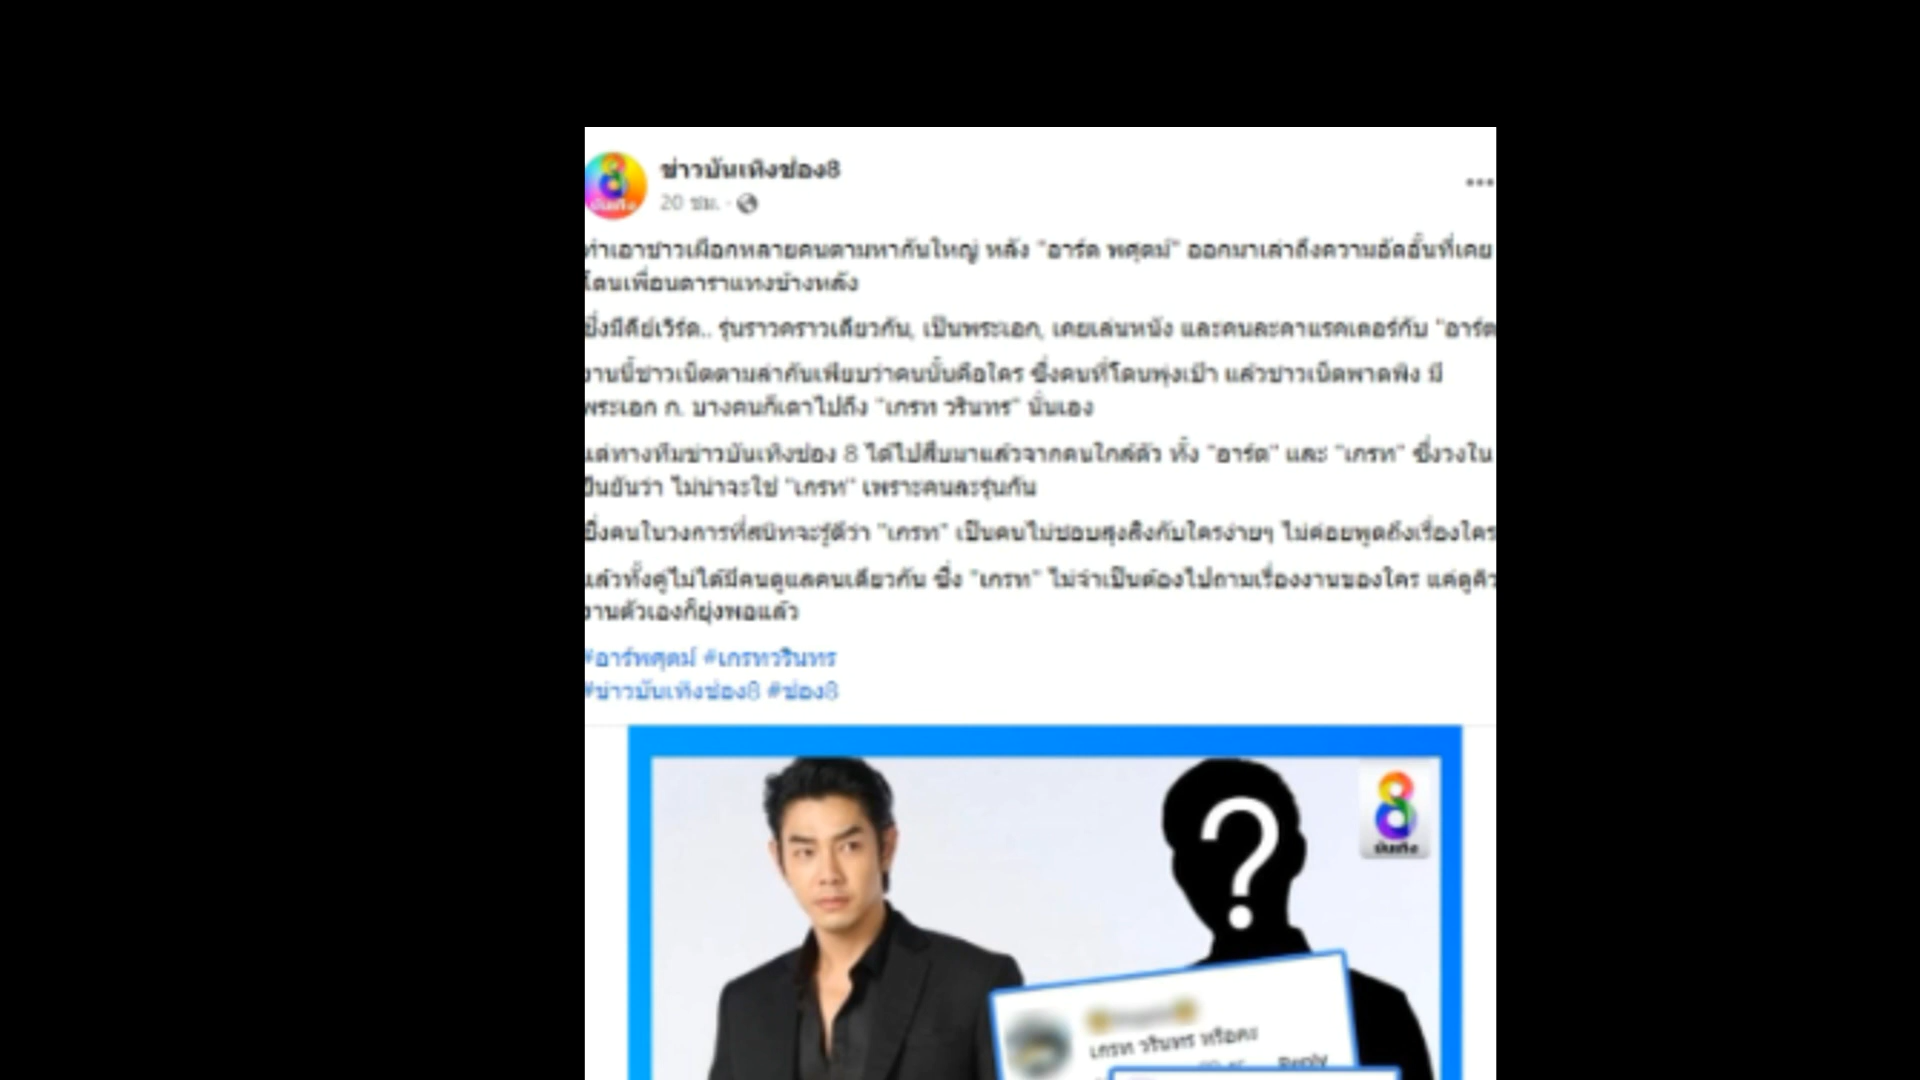 ข่าวบันเทิงช่อง8
20 ชม.
ทำเอาชาวเผือกหลายคนตามหากันใหญ่ หลัง "อาร์ต พศุตม์" ออกมาเล่าถึงความอัดอั้นที่เคย
โดนเพื่อนดาราแทงข้างหลัง
ยิ่งมีคีย์เวิร์ด.. รุ่นราวคราวเดียวกัน, เป็นพระเอก, เคยเล่นหนัง และคนละคาแรคเตอร์กับ "อาร์ต
งานนี้ชาวเน็ตตามล่ากันเพียบว่าคนนั้นคือใคร ซึ่งคนที่โดนพุ่งเป้า แล้วชาวเน็ตพาดพิง มี
พระเอก ก. บางคนก็เดาไปถึง "เกรท วรินทร" นั่นเอง
แต่ทางทีมข่าวบันเทิงช่อง 8 ได้ไปสืบมาแล้วจากคนใกล้ตัว ทั้ง "อาร์ต" และ "เกรท" ซึ่งวงใน
ยืนยันว่า ไม่น่าจะใช่ "เกรท" เพราะคนละรุ่นกัน
ยิ่งคนในวงการที่สนิทจะรู้ดีว่า "เกรท" เป็นคนไม่ชอบสุงสิงกับใครง่ายๆ ไม่ค่อยพูดถึงเรื่องใคร
แล้วทั้งคู่ไม่ได้มีคนดูแลคนเดียวกัน ซึ่ง "เกรท" ไม่จำเป็นต้องไปถามเรื่องงานของใคร แค่ดูคิว
งานตัวเองก็ยุ่งพอแล้ว
#อาร์พศุตม์ #เกรทวรินทร
#ข่าวบันเทิงช่อง8 #ช่อง8
?
8
บันเทิง
เกรท วรินทร หรือคะ
Reply